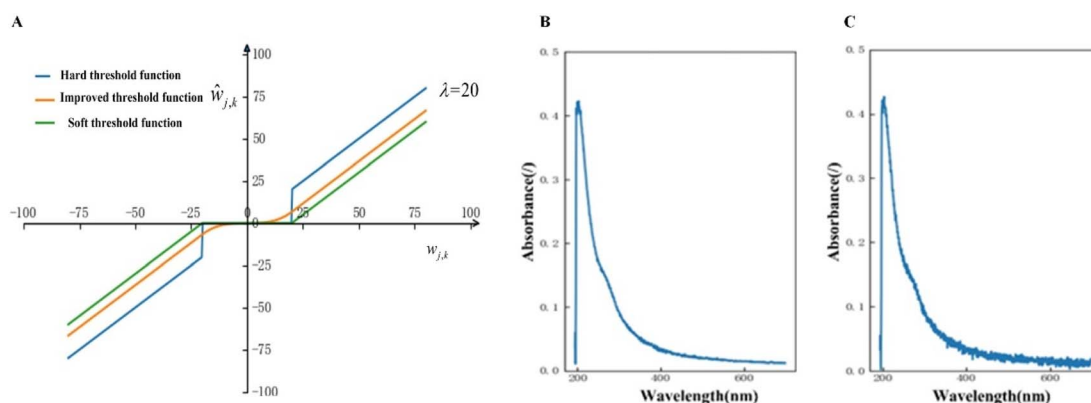 A
B
C
100
75
50
25
0
-25
-50
-75
-100
-100
-75
-50
-25
0
25
50
75
100
Hard threshold function
Improved threshold function
Soft threshold function
ŵj,k
λ=20
wj,k
0.5
0.4
0.3
0.2
0.1
0.0
200
400
600
Absorbance(/)
Wavelength(nm)
0.5
0.4
0.3
0.2
0.1
0.0
200
400
600
Absorbance(/)
Wavelength(nm)